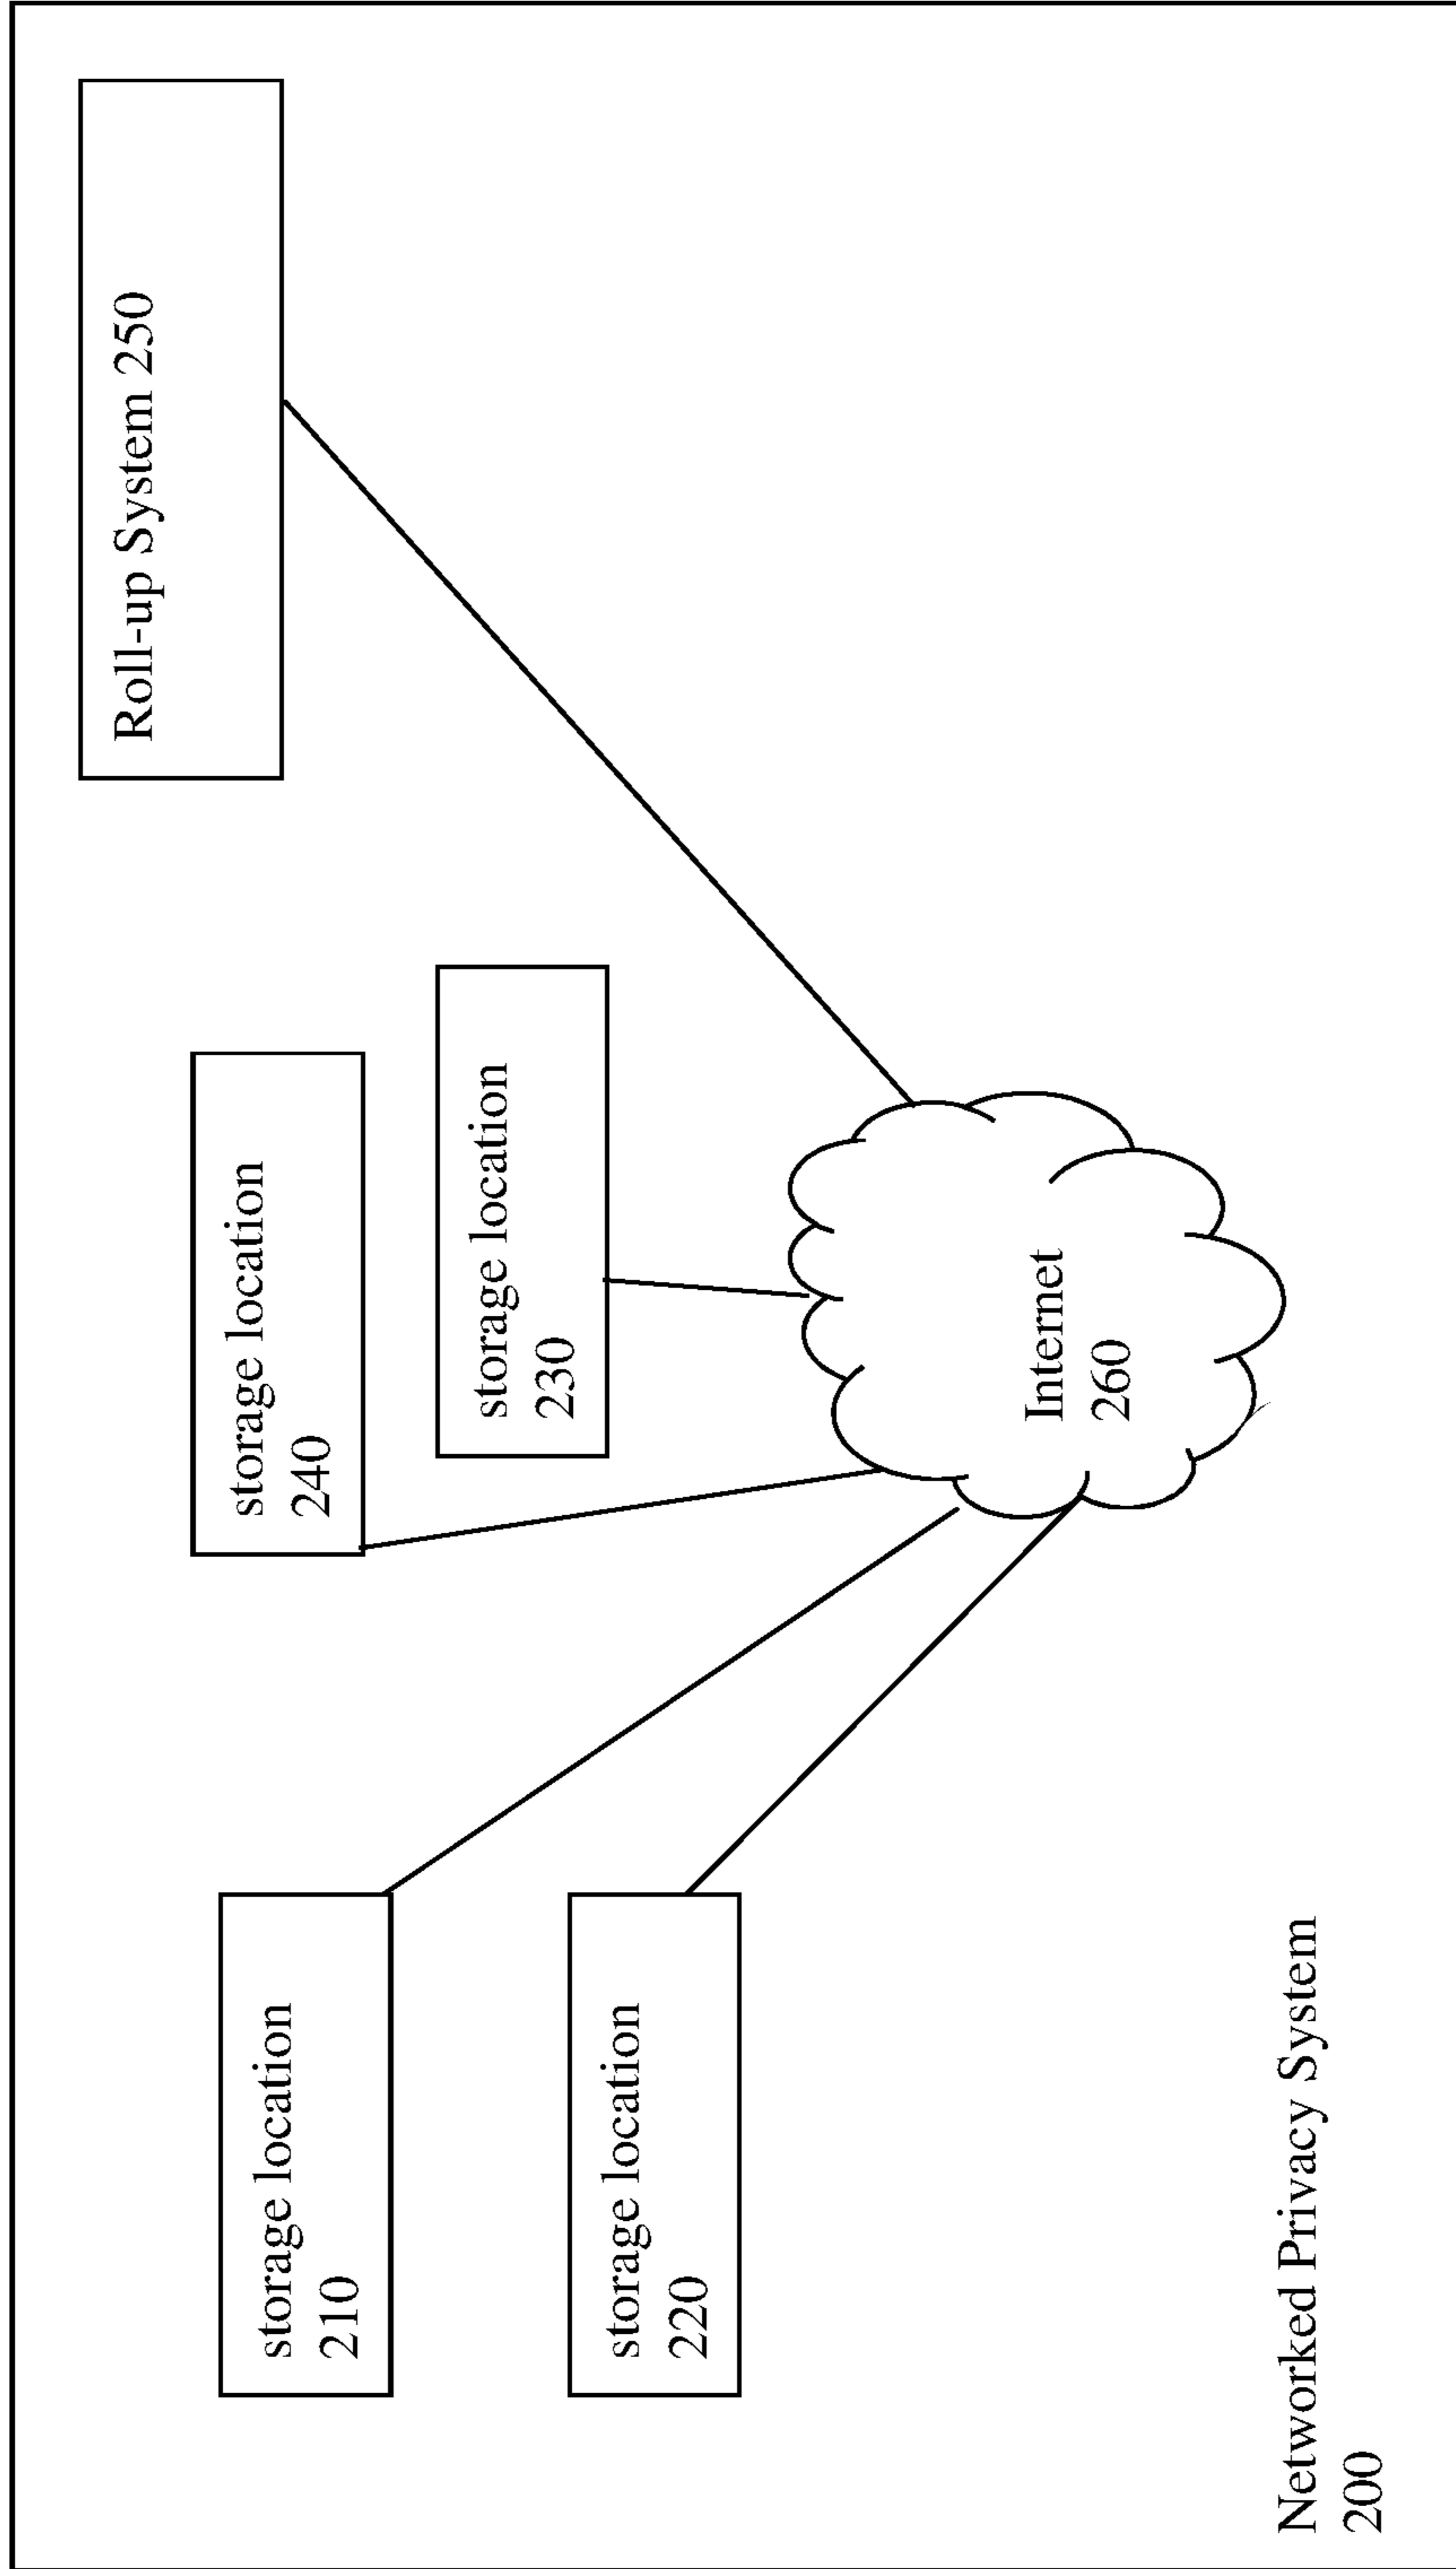 storage location
210
storage location
220
storage location
240
storage location
230
Roll-up System 250
Internet
260
Networked Privacy System
200